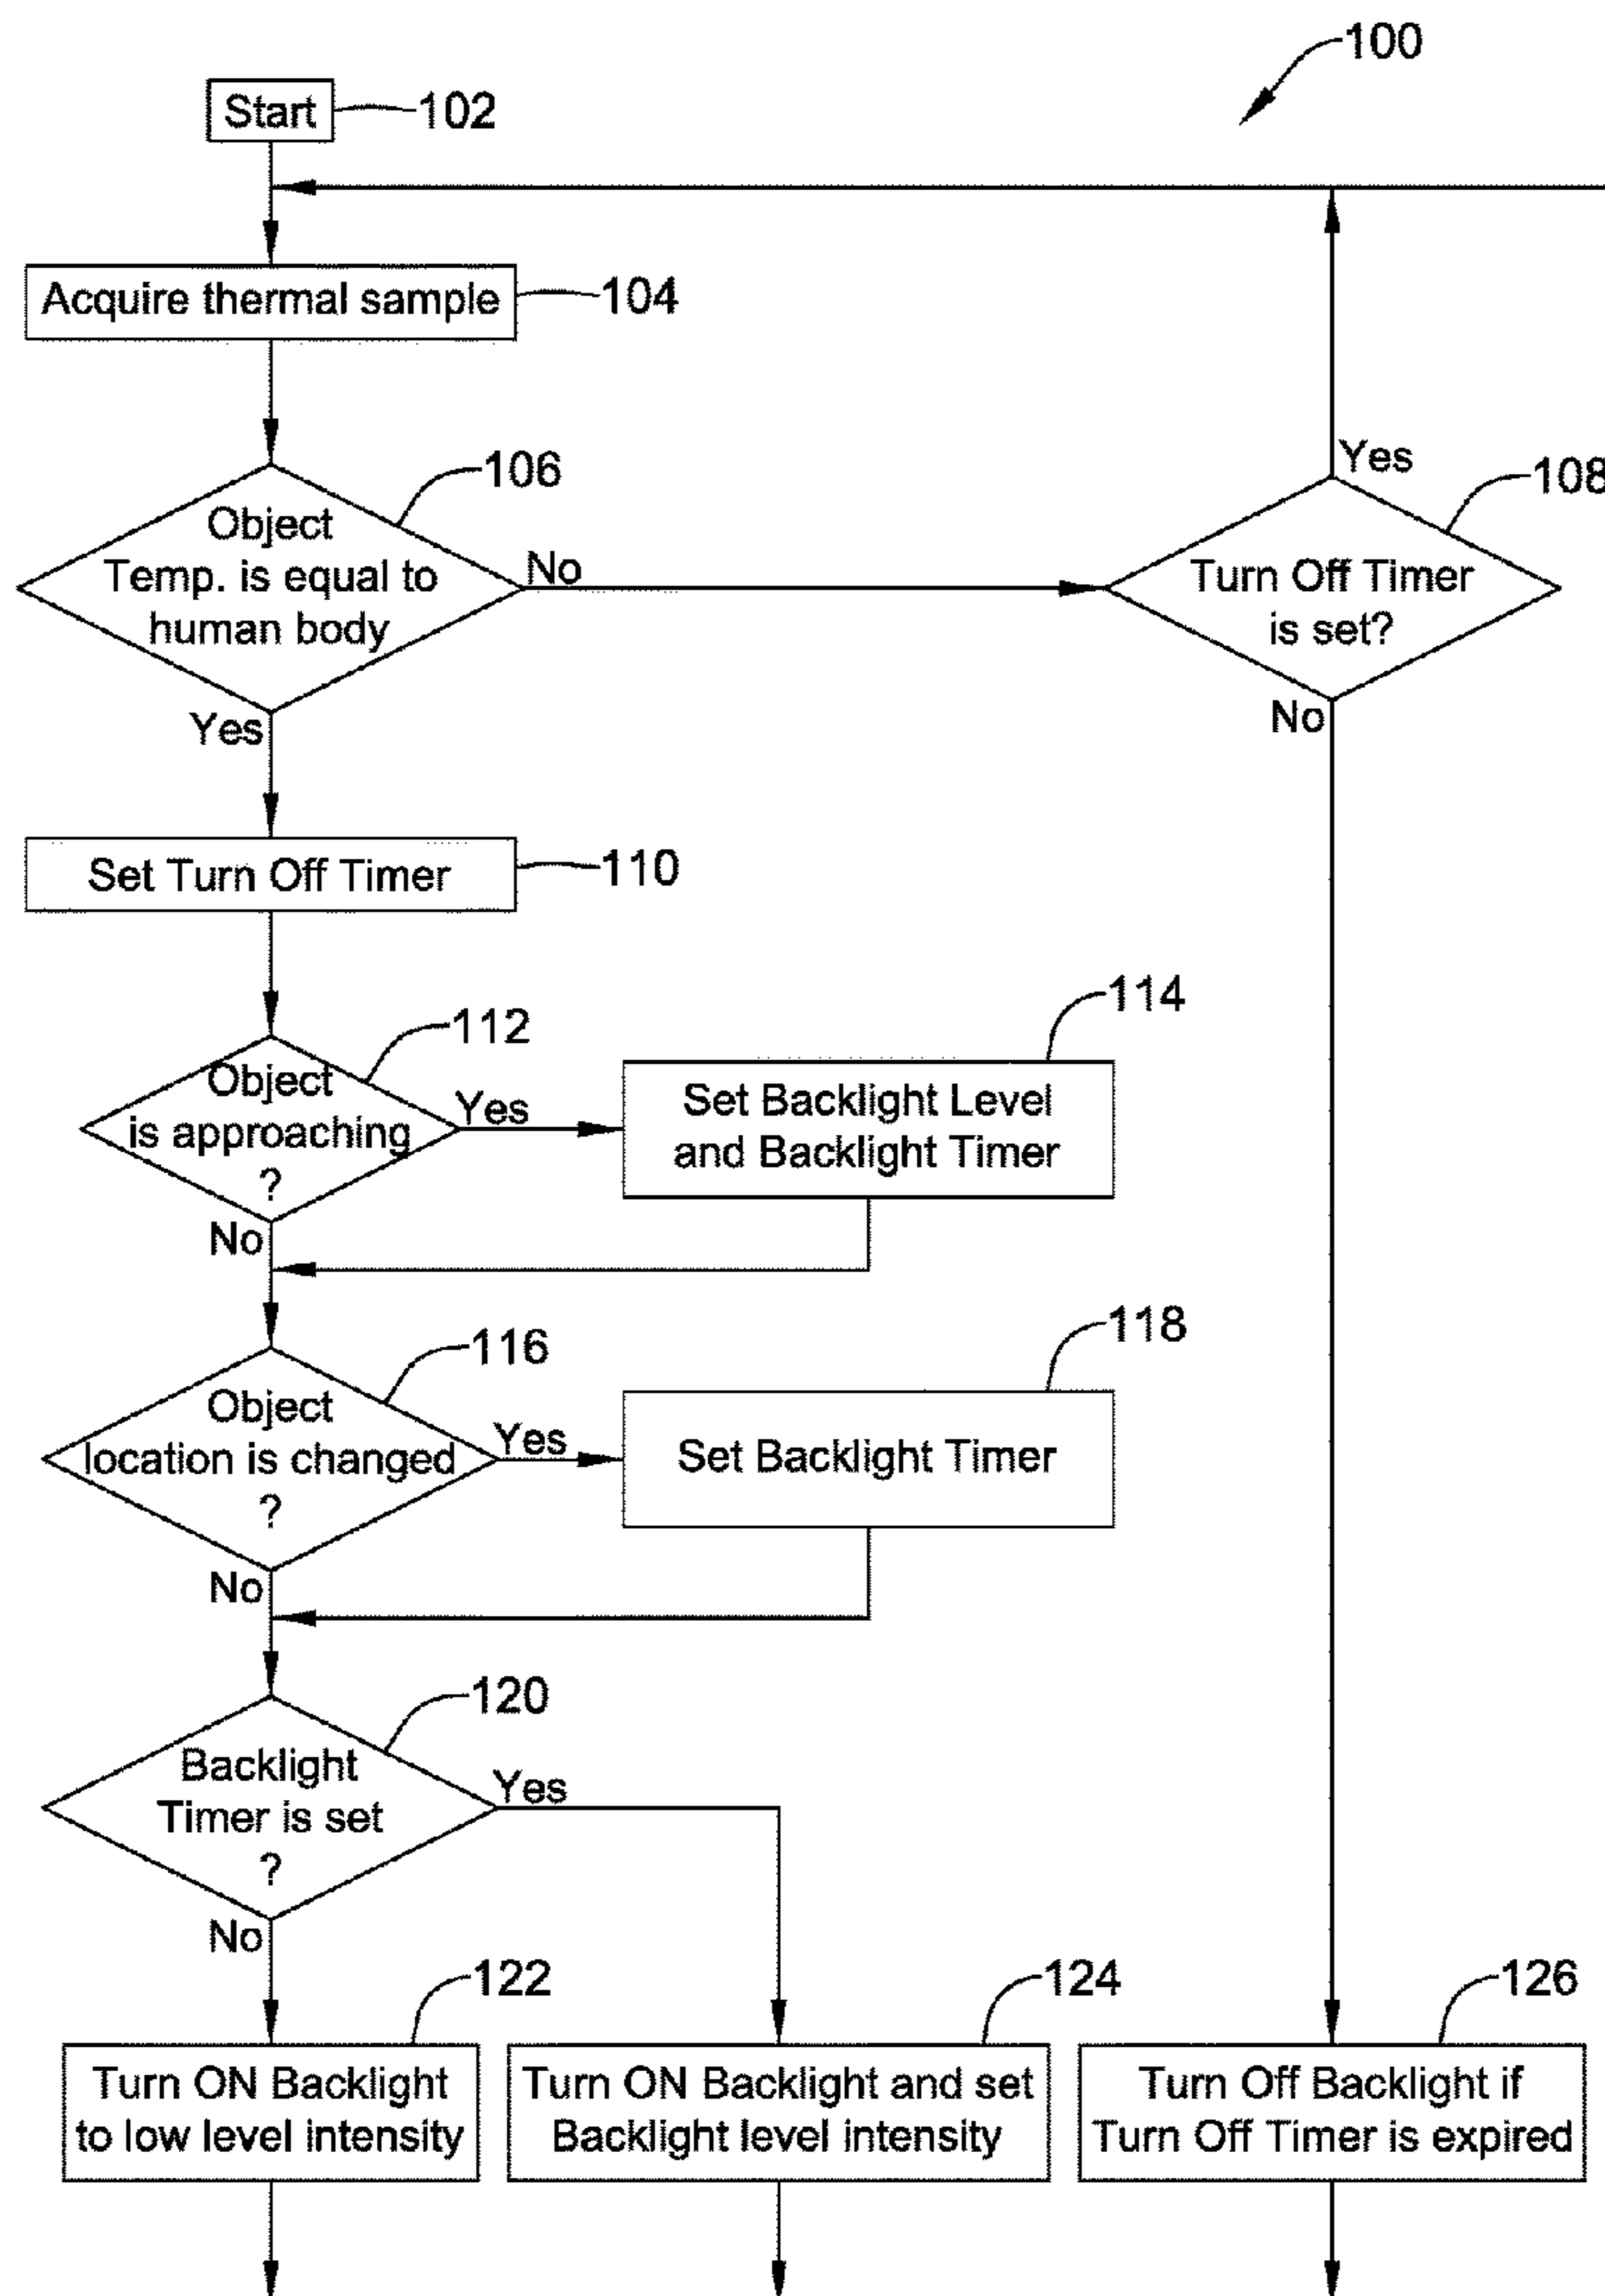 100
Start
102
Acquire thermal sample
104
106
Object
Temp. is equal to
human body
No
Yes
Yes
108
Turn Off Timer
is set?
No
Set Turn Off Timer
110
112
Object
is approaching
?
Yes
No
114
Set Backlight Level
and Backlight Timer
116
Object
location is changed
?
Yes
No
118
Set Backlight Timer
120
Backlight
Timer is set
?
Yes
No
122
Turn ON Backlight
to low level intensity
124
Turn ON Backlight and set
Backlight level intensity
126
Turn Off Backlight if
Turn Off Timer is expired